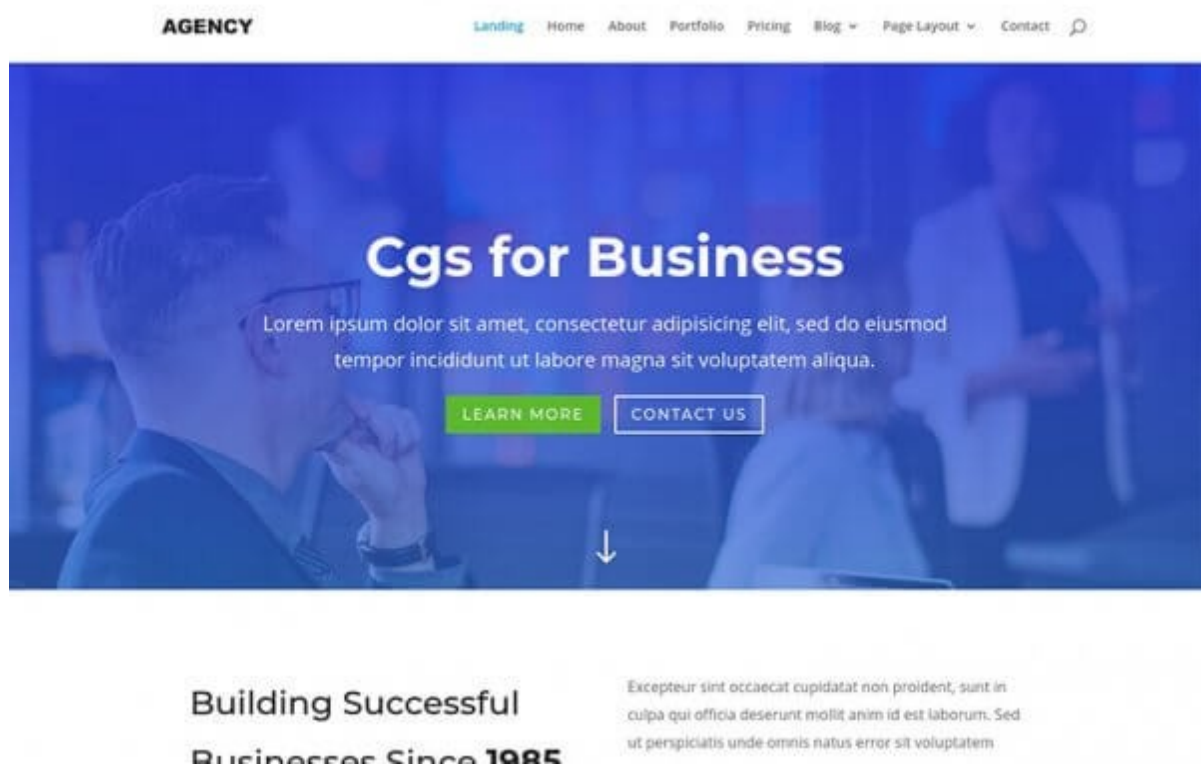 AGENCY
Landing Home About Portfolio Pricing Blog Page Layout Contact
Cgs for Business
Lorem ipsum dolor sit amet, consectetur adipisicing elit, sed do eiusmod
tempor incididunt ut labore magna sit voluptatem aliqua.
LEARN MORE CONTACT US
Building Successful
Businesses Since 1985
Excepteur sint occaecat cupidatat non proident, sunt in
culpa qui officia deserunt mollit anim id est laborum. Sed
ut perspiciatis unde omnis natus error sit voluptatem